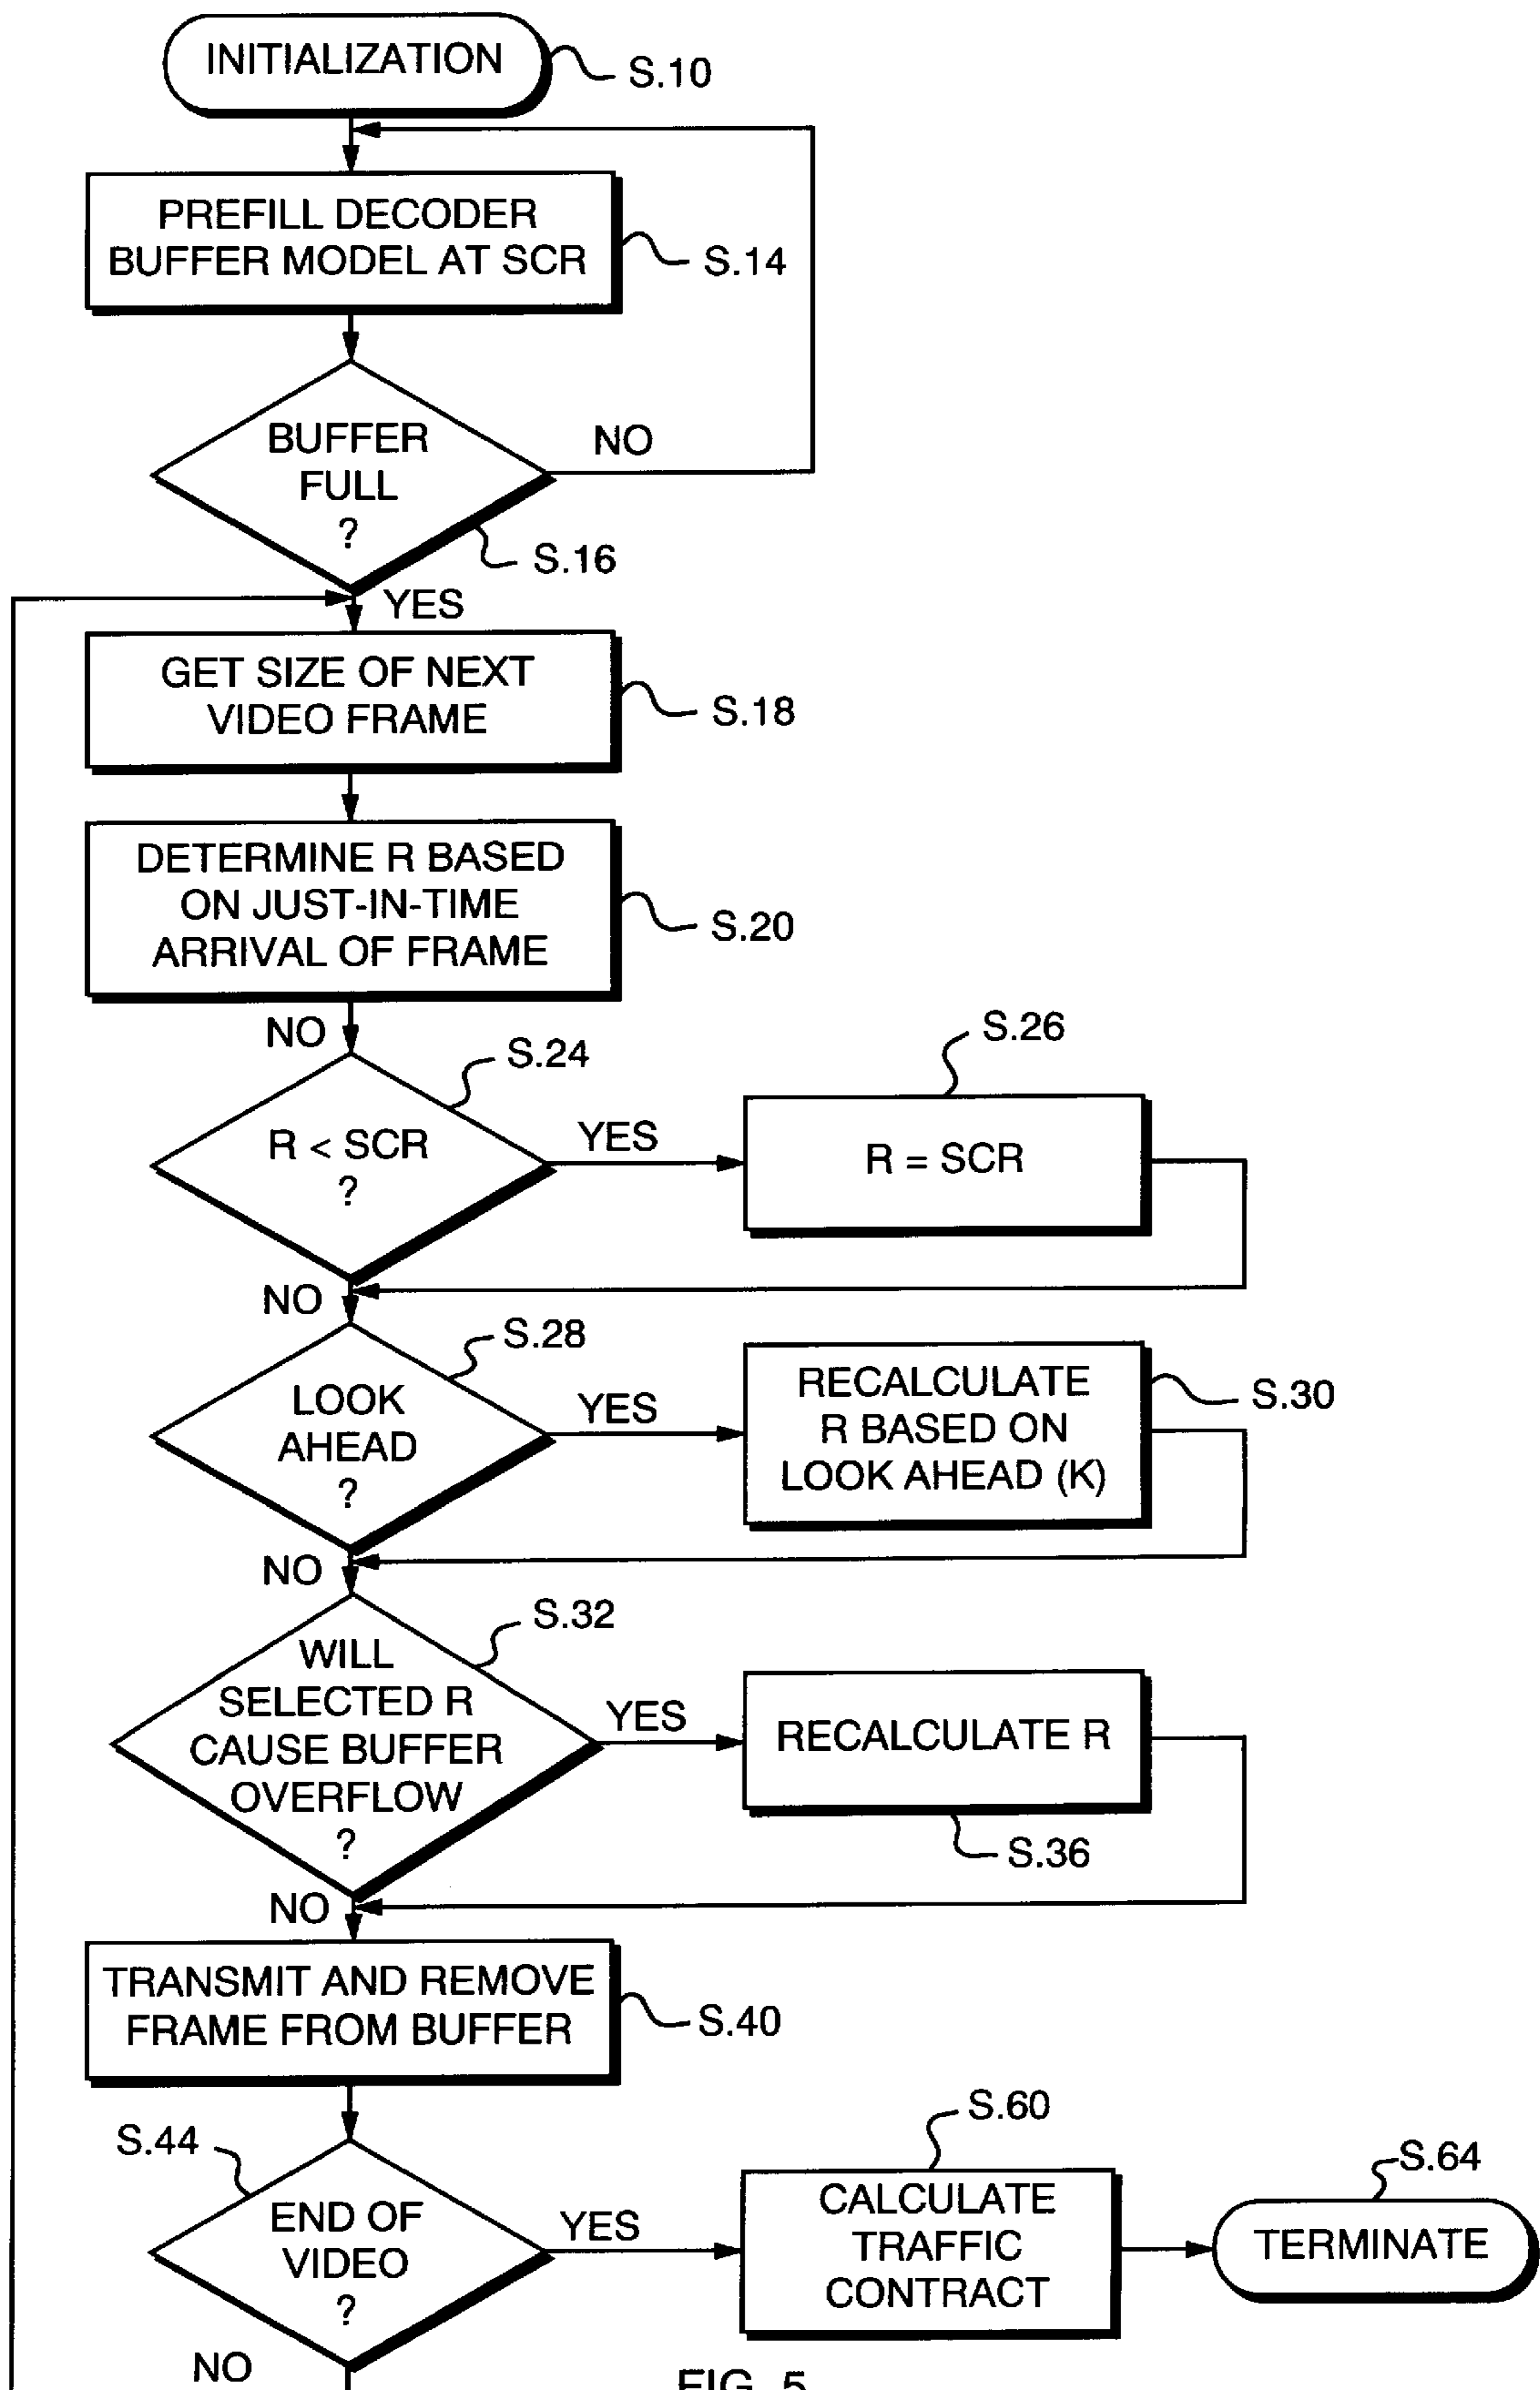 INITIALIZATION
S.10
PREFILL DECODER
BUFFER MODEL AT SCR
S.14
BUFFER
FULL
?
NO
S.16
YES
GET SIZE OF NEXT
VIDEO FRAME
S.18
DETERMINE R BASED
ON JUST-IN-TIME
ARRIVAL OF FRAME
S.20
NO
S.24
R < SCR
?
YES
S.26
R = SCR
NO
S.28
LOOK
AHEAD
?
YES
RECALCULATE
R BASED ON
LOOK AHEAD (K)
S.30
NO
S.32
WILL
SELECTED R
CAUSE BUFFER
OVERFLOW
?
YES
RECALCULATE R
S.36
NO
TRANSMIT AND REMOVE
FRAME FROM BUFFER
S.40
S.44
END OF
VIDEO
?
YES
S.60
CALCULATE
TRAFFIC
CONTRACT
S.64
TERMINATE
NO
FIG. 5